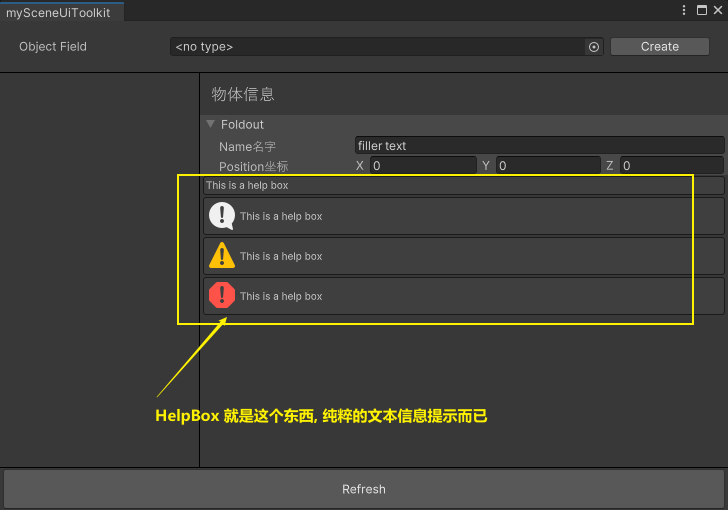 mySceneUiToolkit
Object Field <no type> Create
物体信息
Foldout
Name名字 filler text
Position坐标 X 0 Y 0 Z 0
This is a help box
This is a help box
This is a help box
This is a help box
HelpBox 就是这个东西, 纯粹的文本信息提示而已
Refresh